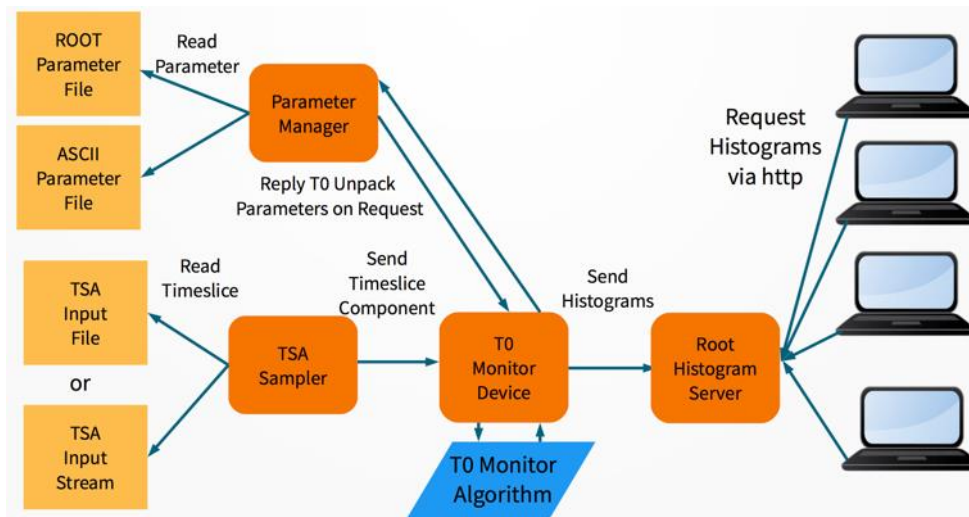 ROOT
Parameter
File
Read
Parameter
Parameter
Manager
ASCII
Parameter
File
Reply T0 Unpack
Parameters on Request
Request
Histograms
via http
TSA
Input
File
Read
Timeslice
Send
Timeslice
Component
Send
Histograms
TSA
Sampler
T0
Monitor
Device
Root
Histogram
Server
or
TSA
Input
Stream
T0 Monitor
Algorithm